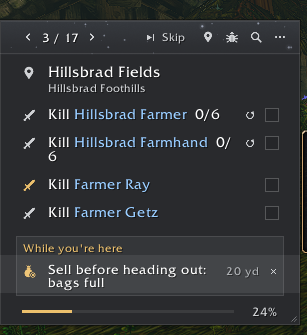 3 / 17 Skip
Hillsbrad Fields
Hillsbrad Foothills
Kill Hillsbrad Farmer 0/6
Kill Hillsbrad Farmhand 0/
6
Kill Farmer Ray
Kill Farmer Getz
While you're here
Sell before heading out: 20 yd ×
bags full
24%